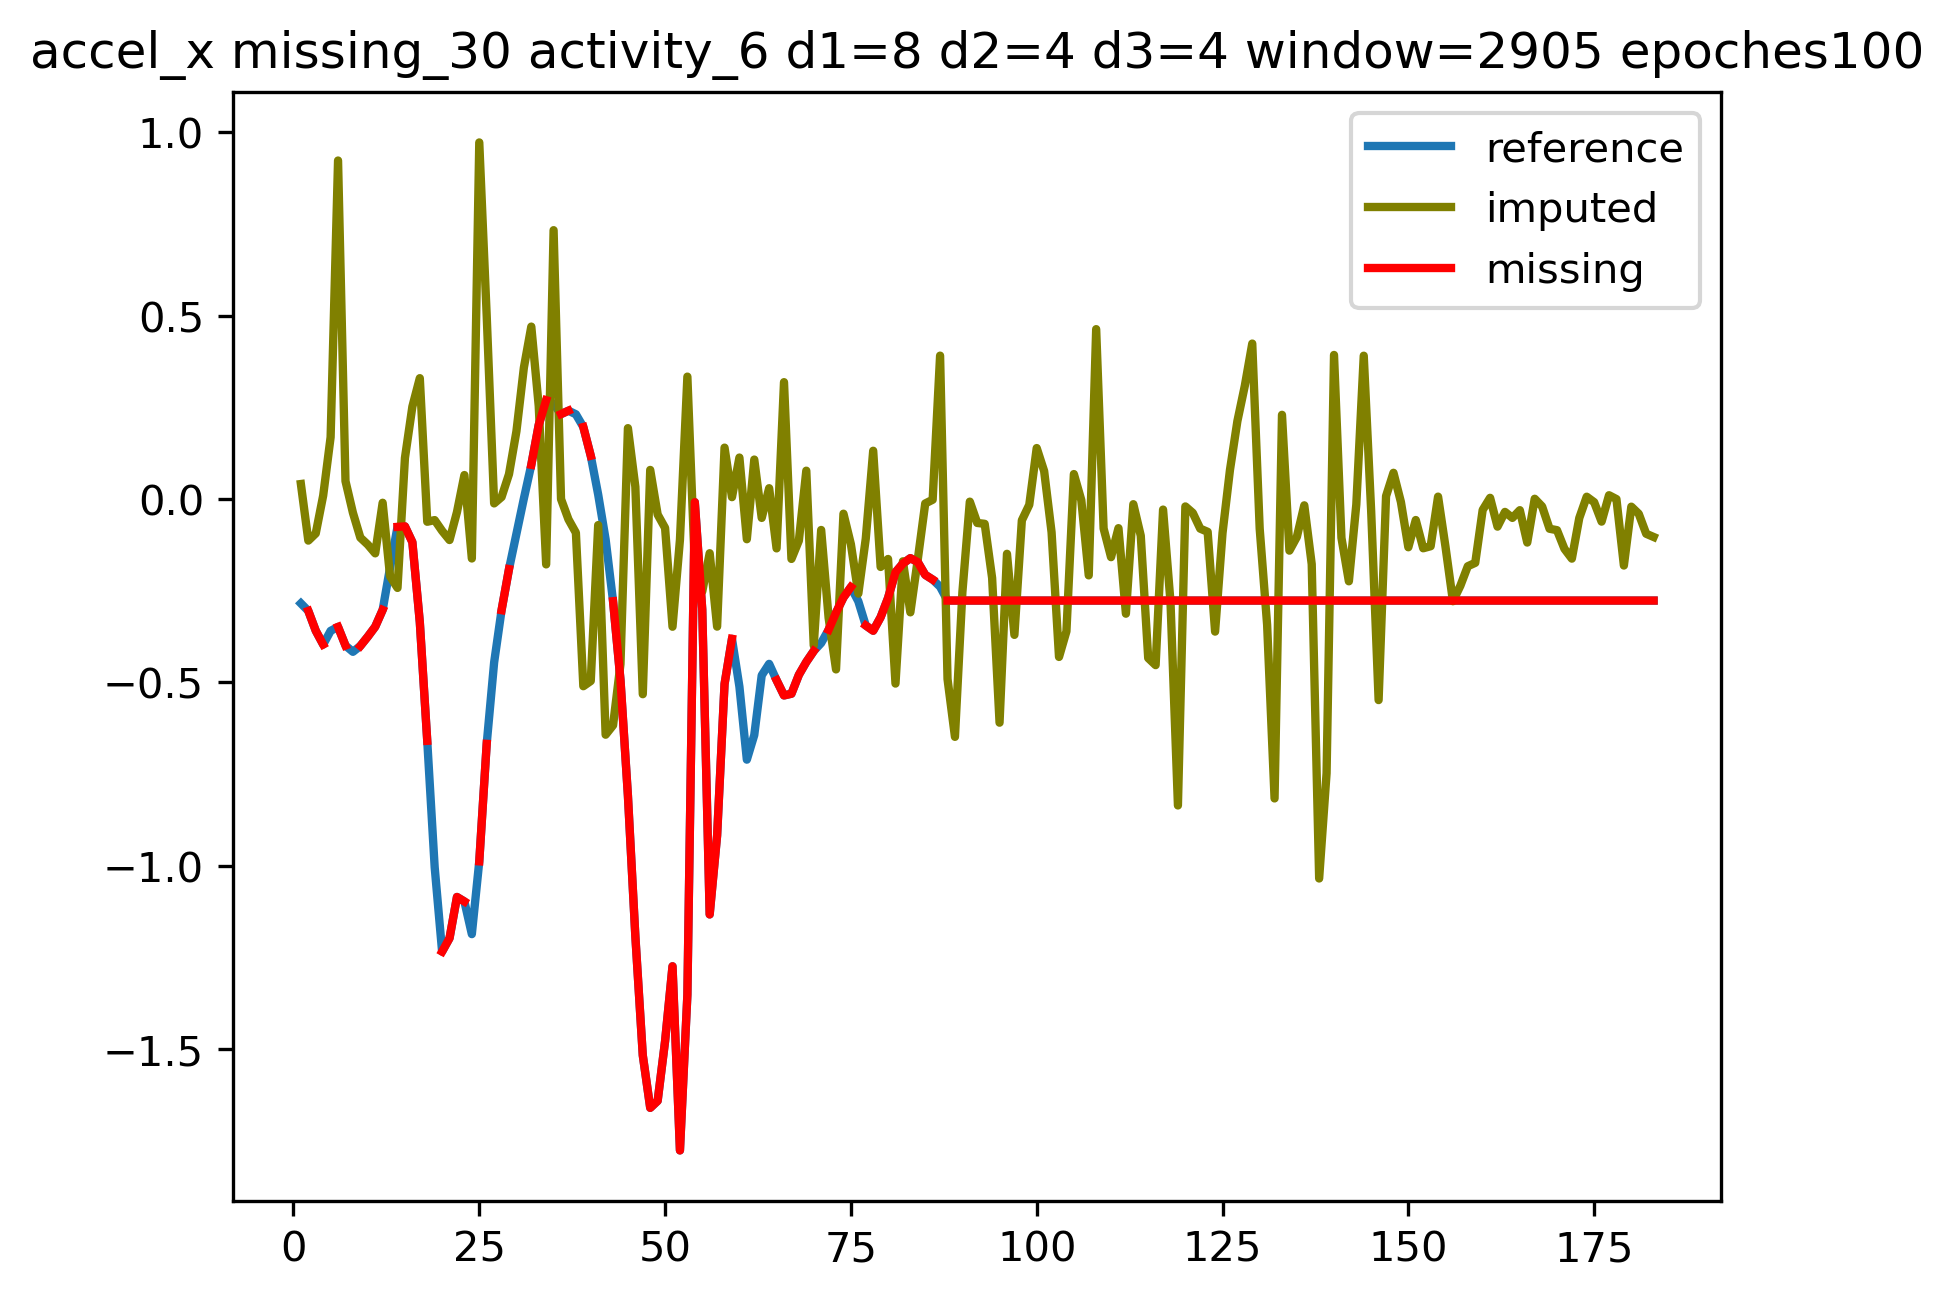 accel_x missing_30 activity_6 d1=8 d2=4 d3=4 window=2905 epoches100
reference
imputed
missing
1.0
0.5
0.0
−0.5
−1.0
−1.5
0 25 50 75 100 125 150 175